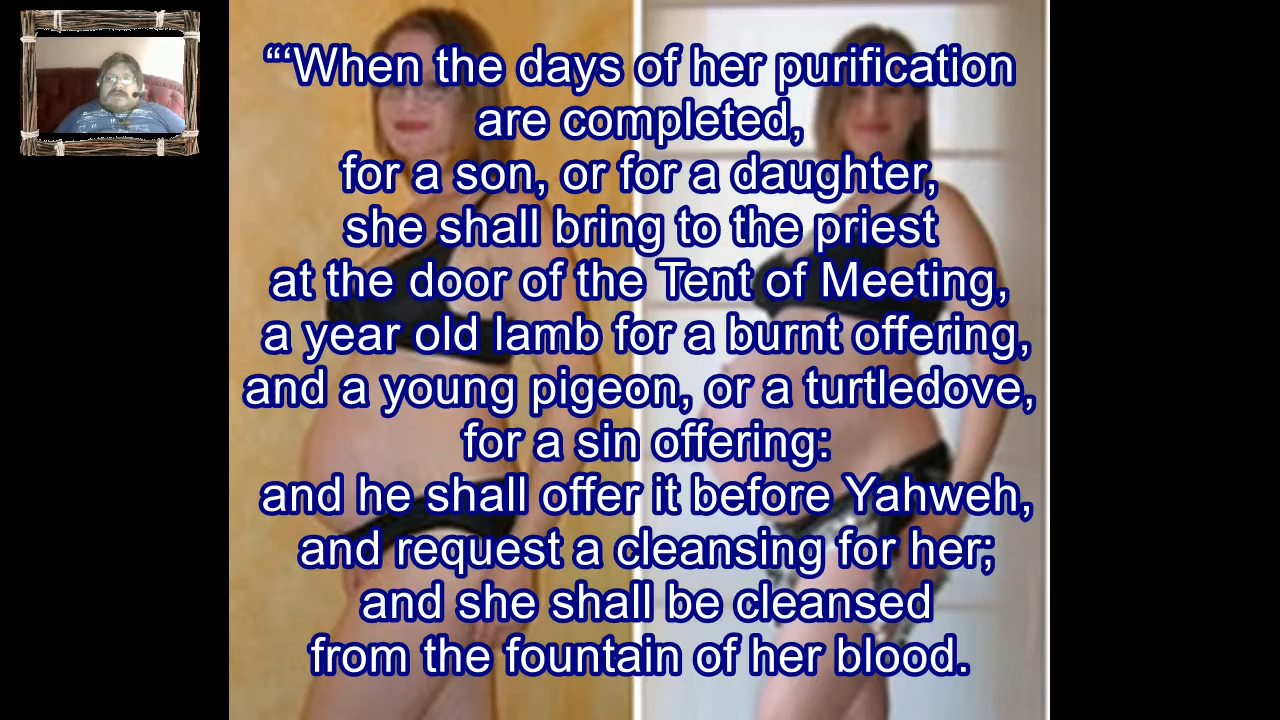 “‘When the days of her purification
are completed,
for a son, or for a daughter,
she shall bring to the priest
at the door of the Tent of Meeting,
a year old lamb for a burnt offering,
and a young pigeon, or a turtledove,
for a sin offering:
and he shall offer it before Yahweh,
and request a cleansing for her;
and she shall be cleansed
from the fountain of her blood.